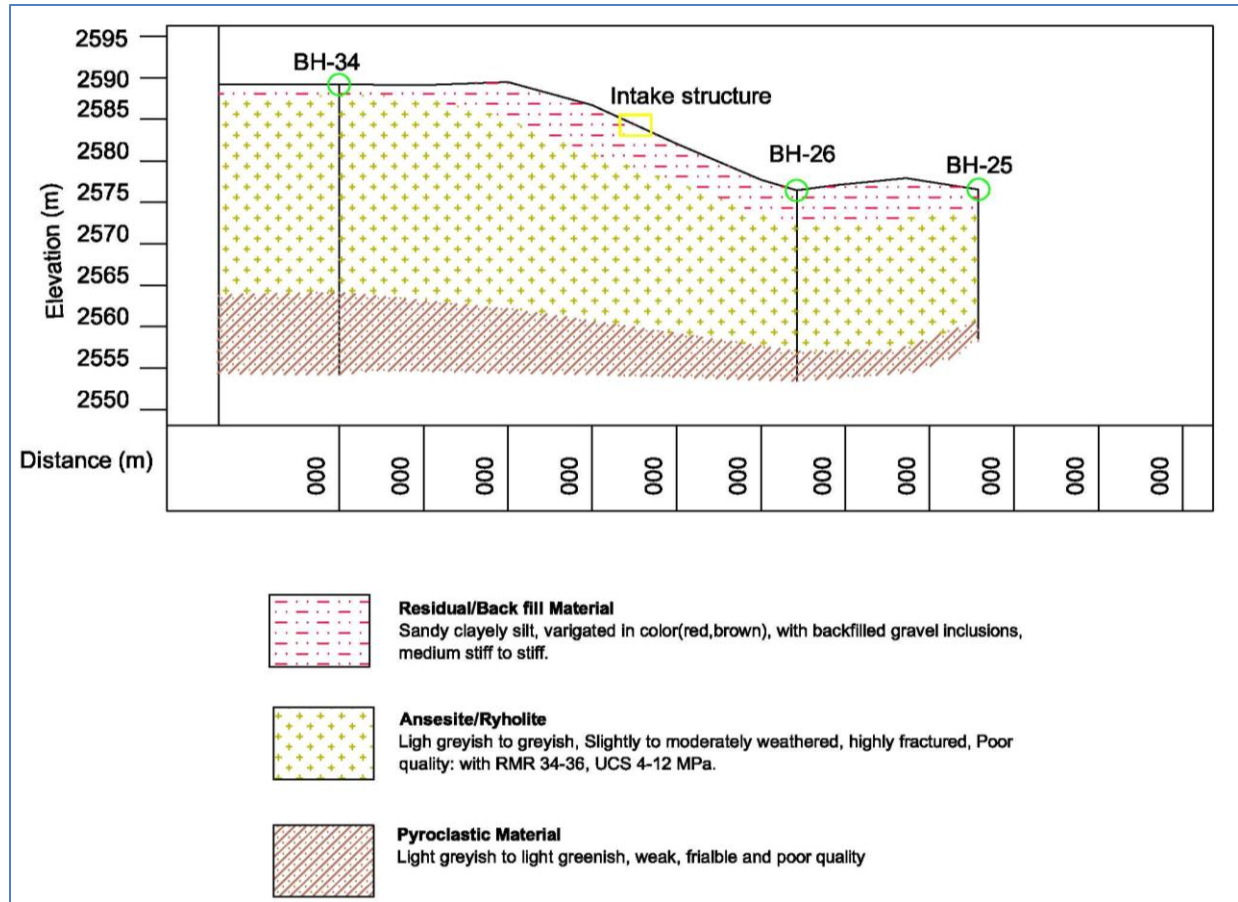 2595
BH-34
2590
Intake structure
2585
2580
BH-26
BH-25
2575
2570
2565
2560
2555
2550
Elevation (m)
Distance (m)
000
000
000
000
000
000
000
000
000
000
000
Residual/Back fill Material
Sandy clayely silt, varigated in color(red,brown), with backfilled gravel inclusions,
medium stiff to stiff.
Ansesite/Ryholite
Ligh greyish to greyish, Slightly to moderately weathered, highly fractured, Poor
quality: with RMR 34-36, UCS 4-12 MPa.
Pyroclastic Material
Light greyish to light greenish, weak, frialble and poor quality